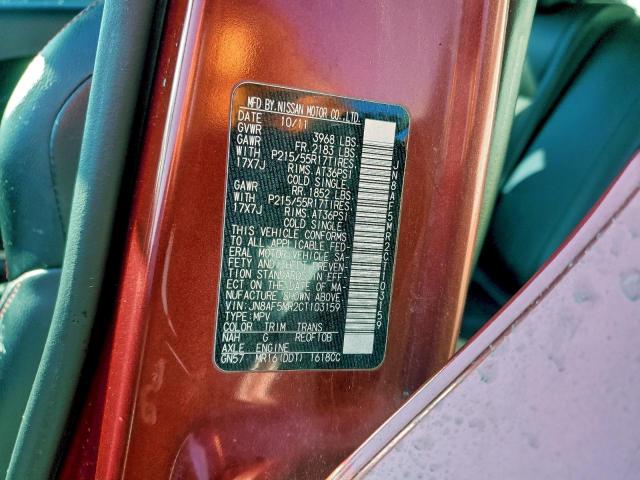 MFD BY NISSAN MOTOR CO.,LTD.
DATE 10/11
GVWR 3968 LBS
GAWR FR. 2183 LBS
WITH P215/55R17TIRES
17X7J RIMS.AT36PSI
COLD SINGLE.
GAWR RR. 1852 LBS
WITH P215/55R17TIRES
17X7J RIMS.AT36PSI
COLD SINGLE.
THIS VEHICLE CONFORMS
TO ALL APPLICABLE FED-
ERAL MOTOR VEHICLE SA-
FETY AND THEFT PREVEN-
TION STANDARDS IN EFF-
ECT ON THE DATE OF MA-
NUFACTURE SHOWN ABOVE.
VIN:JN8AF5MR2CT103159
TYPE:MPV
COLOR TRIM TRANS
NAH G RE0F10B
AXLE ENGINE
GN57 MR16(DDT) 1618CC
JN8AF5MR2CT103159